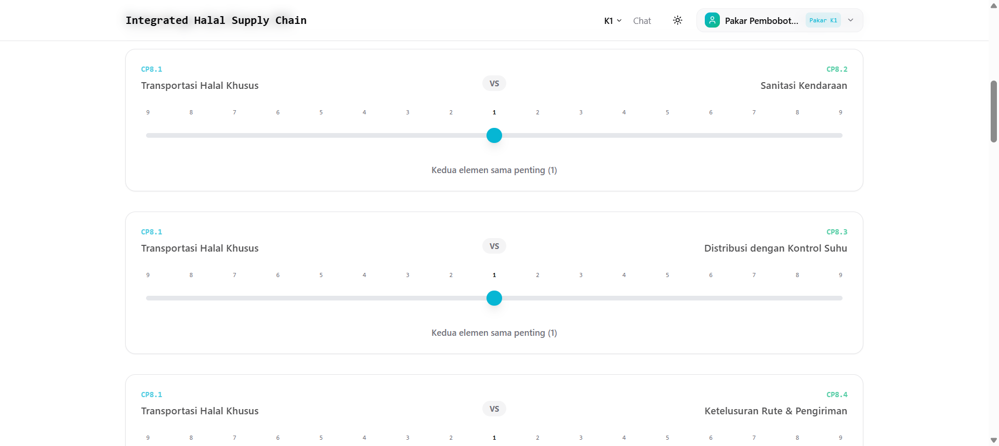 Integrated Halal Supply Chain
K1 Chat Pakar Pembobot... Pakar K1
CP8.1 CP8.2
Transportasi Halal Khusus VS Sanitasi Kendaraan
9 8 7 6 5 4 3 2 1 2 3 4 5 6 7 8 9
Kedua elemen sama penting (1)
CP8.1 CP8.3
Transportasi Halal Khusus VS Distribusi dengan Kontrol Suhu
9 8 7 6 5 4 3 2 1 2 3 4 5 6 7 8 9
Kedua elemen sama penting (1)
CP8.1 CP8.4
Transportasi Halal Khusus VS Ketelusuran Rute & Pengiriman
9 8 7 6 5 4 3 2 1 2 3 4 5 6 7 8 9